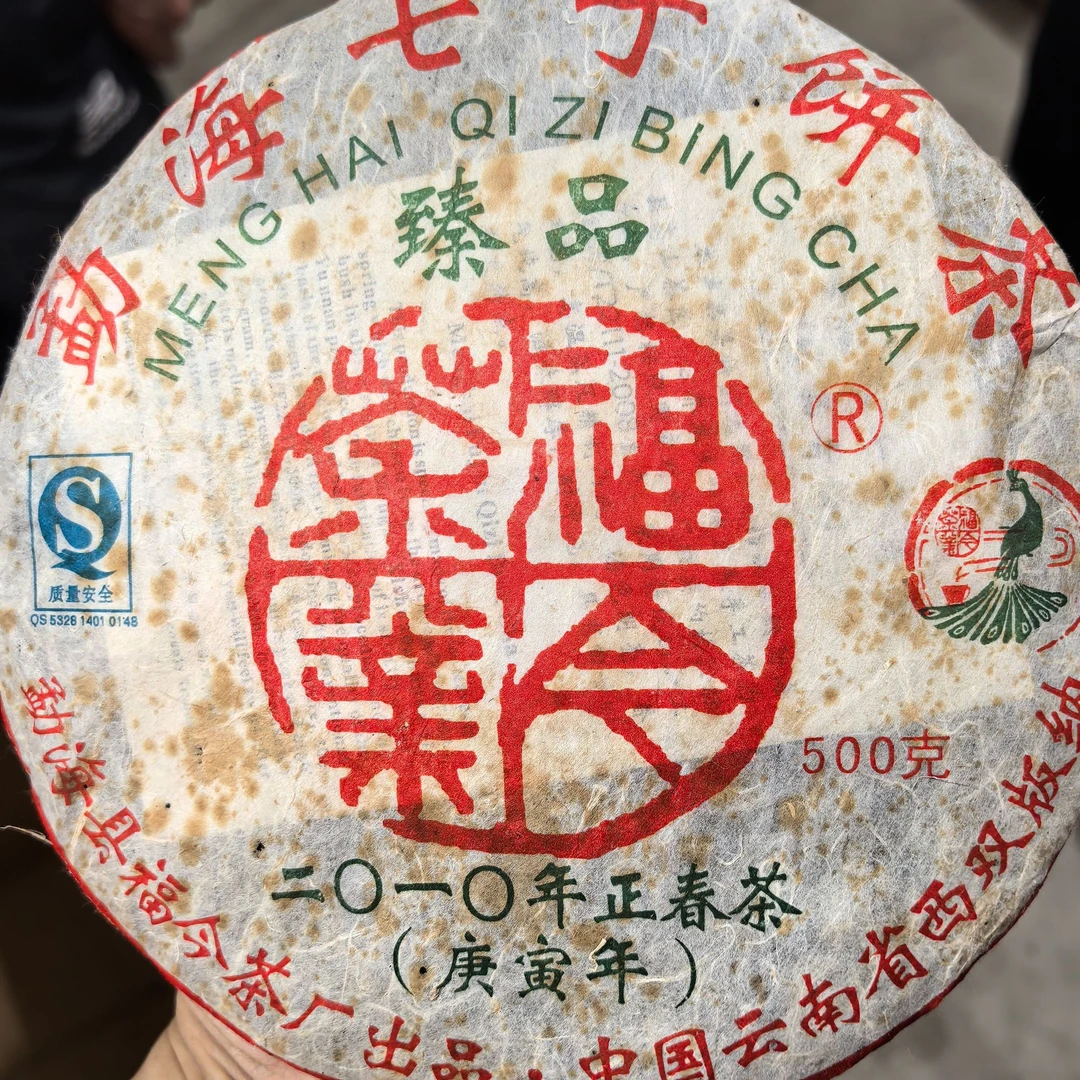 勐海七子饼茶
MENG HAI QI ZI BING CHA
臻品
福今茶業
®
质量安全
QS 5328 1401 0148
500克
二〇一〇年正春茶
(庚寅年)
勐海县福今茶厂出品·中国云南省西双版纳